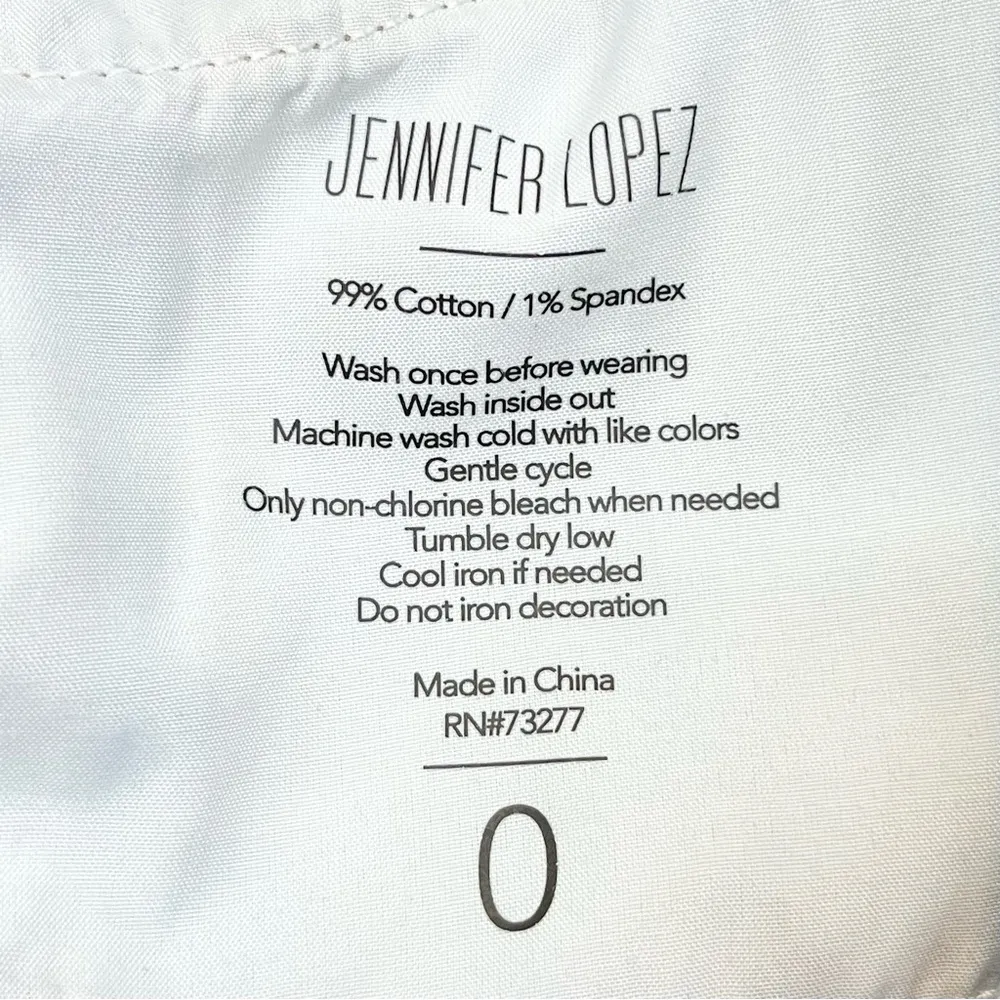 JENNIFER LOPEZ
99% Cotton / 1% Spandex
Wash once before wearing
Wash inside out
Machine wash cold with like colors
Gentle cycle
Only non-chlorine bleach when needed
Tumble dry low
Cool iron if needed
Do not iron decoration
Made in China
RN#73277
0